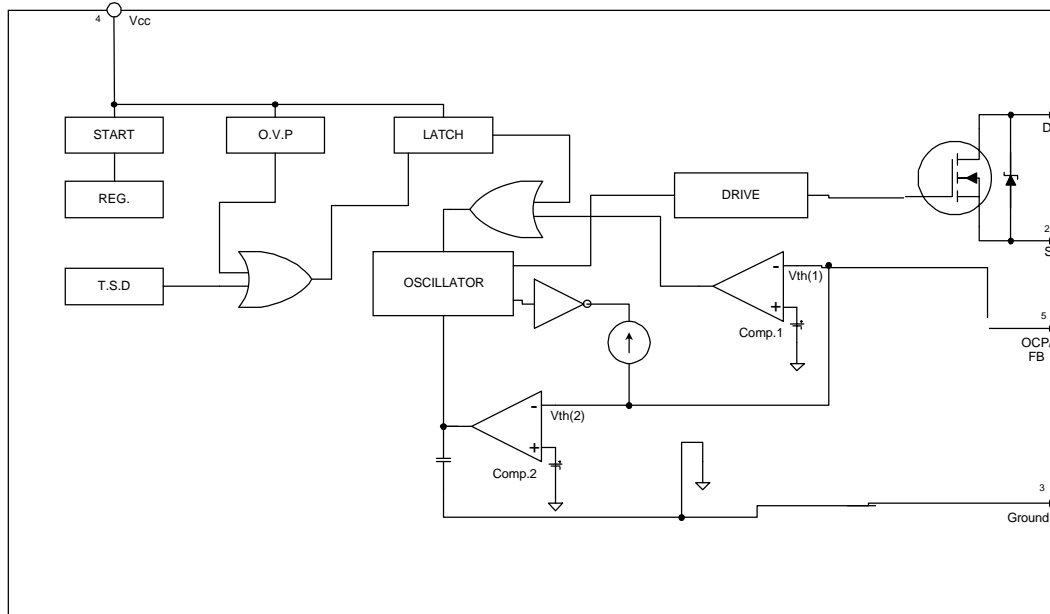 4
Vcc
START
O.V.P
LATCH
D
REG.
DRIVE
2
S
T.S.D
OSCILLATOR
-
Vth(1)
+
Comp.1
5
OCP/
FB
-
Vth(2)
+
Comp.2
3
Ground